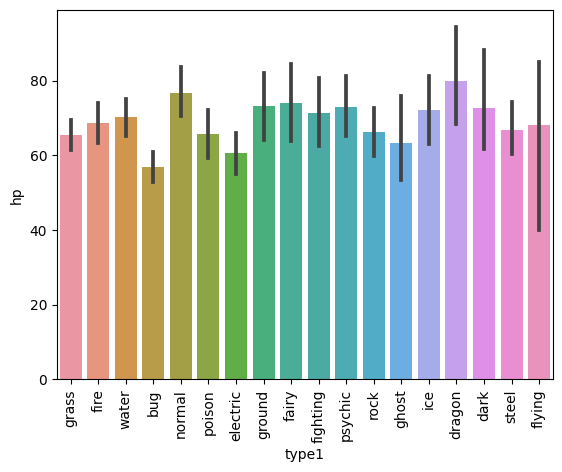 hp
80
60
40
20
0
grass
fire
water
bug
normal
poison
electric
ground
fairy
fighting
psychic
rock
ghost
ice
dragon
dark
steel
flying
type1